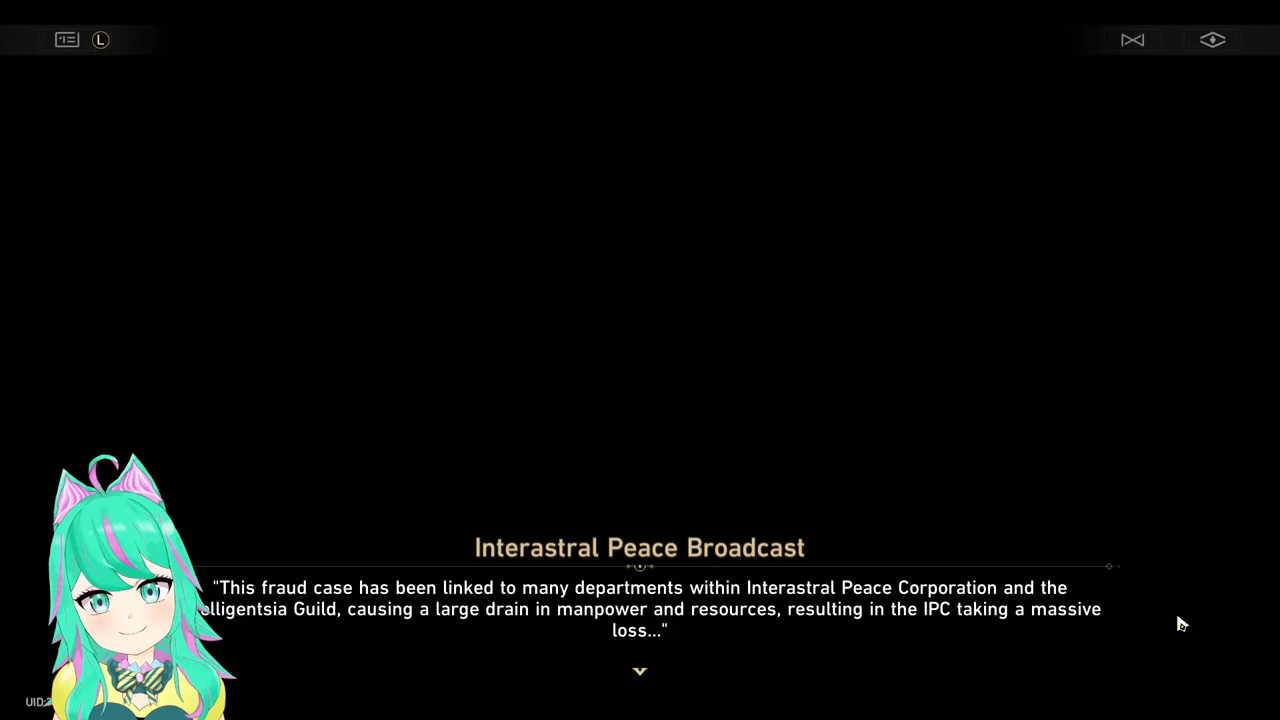 L
Interastral Peace Broadcast
"This fraud case has been linked to many departments within Interastral Peace Corporation and the
elligentsia Guild, causing a large drain in manpower and resources, resulting in the IPC taking a massive
loss..."
UID: